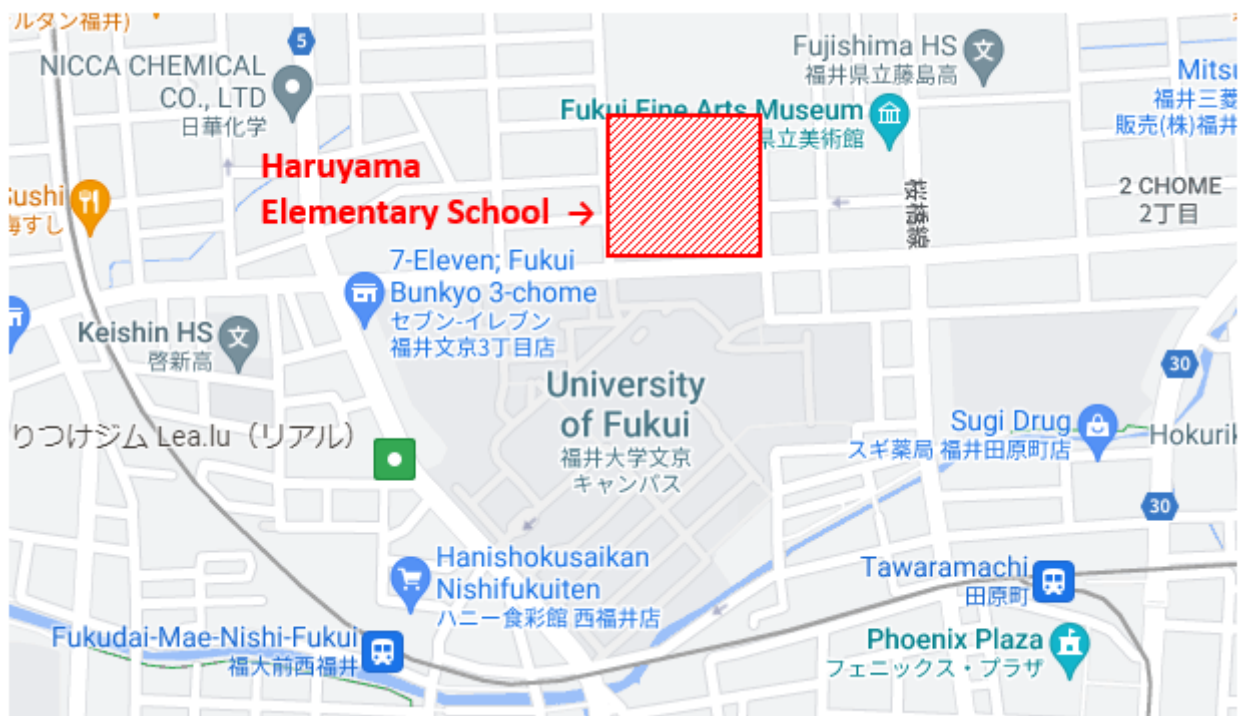 ルタン福井)
5
NICCA CHEMICAL
CO., LTD
日華化学
Fujishima HS
福井県立藤島高
Fukui Fine Arts Museum
県立美術館
Mitsu
福井三菱
販売(株)福井
Haruyama
Elementary School →
Sushi
海すし
桜橋線
2 CHOME
2丁目
7-Eleven; Fukui
Bunkyo 3-chome
セブン-イレブン
福井文京3丁目店
Keishin HS
啓新高
30
University
of Fukui
福井大学文京
キャンパス
りつけジム Lea.lu(リアル)
Sugi Drug
スギ薬局 福井田原町店
Hokurik
30
Hanishokusaikan
Nishifukuiten
ハニー食彩館 西福井店
Tawaramachi
田原町
Fukudai-Mae-Nishi-Fukui
福大前西福井
Phoenix Plaza
フェニックス・プラザ